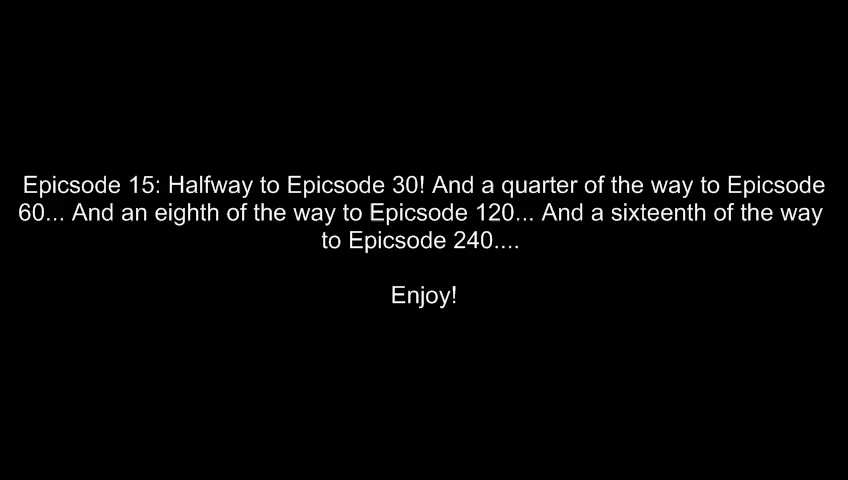 Epicsode 15: Halfway to Epicsode 30! And a quarter of the way to Epicsode
60... And an eighth of the way to Epicsode 120... And a sixteenth of the way
to Epicsode 240....
Enjoy!